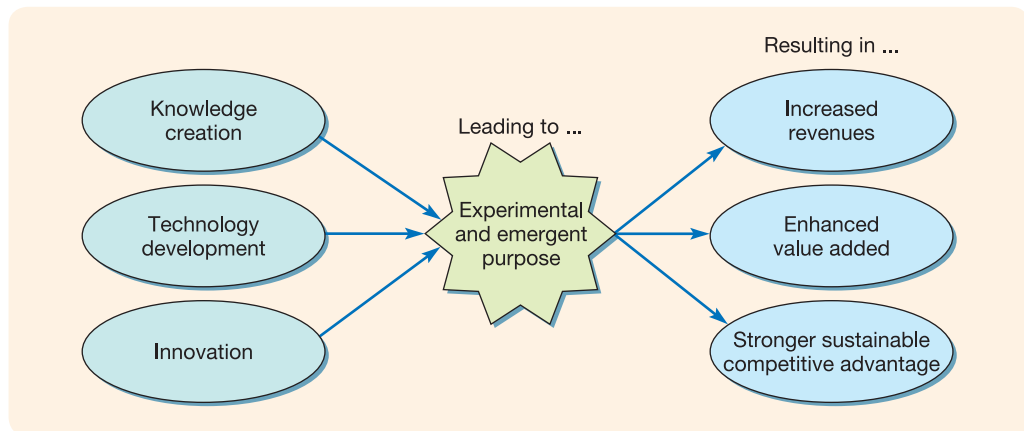 Knowledge
creation
Technology
development
Innovation
Leading to ...
Experimental
and emergent
purpose
Resulting in ...
Increased
revenues
Enhanced
value added
Stronger sustainable
competitive advantage